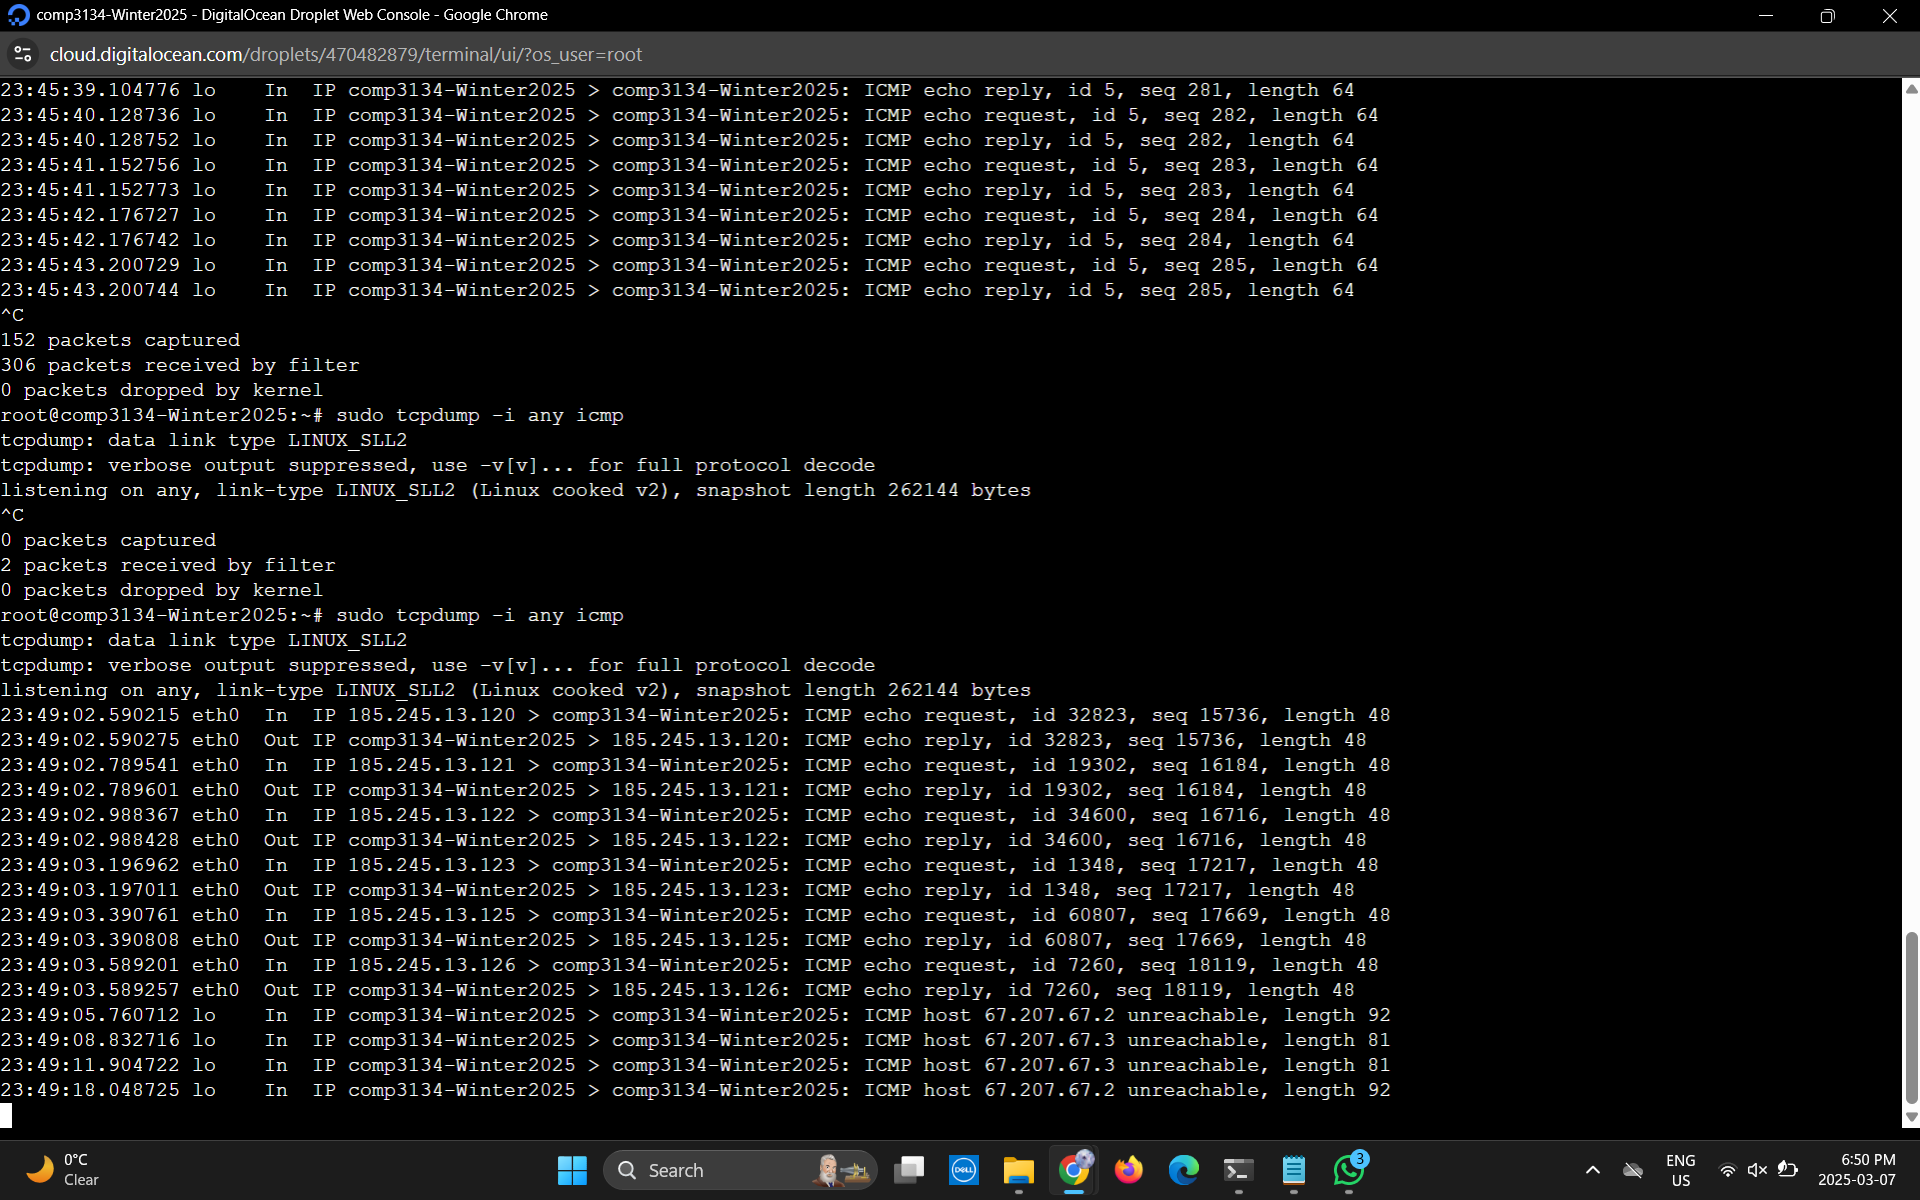 comp3134-Winter2025 - DigitalOcean Droplet Web Console - Google Chrome
cloud.digitalocean.com/droplets/470482879/terminal/ui/?os_user=root
23:45:39.104776 lo    In  IP comp3134-Winter2025 > comp3134-Winter2025: ICMP echo reply, id 5, seq 281, length 64
23:45:40.128736 lo    In  IP comp3134-Winter2025 > comp3134-Winter2025: ICMP echo request, id 5, seq 282, length 64
23:45:40.128752 lo    In  IP comp3134-Winter2025 > comp3134-Winter2025: ICMP echo reply, id 5, seq 282, length 64
23:45:41.152756 lo    In  IP comp3134-Winter2025 > comp3134-Winter2025: ICMP echo request, id 5, seq 283, length 64
23:45:41.152773 lo    In  IP comp3134-Winter2025 > comp3134-Winter2025: ICMP echo reply, id 5, seq 283, length 64
23:45:42.176727 lo    In  IP comp3134-Winter2025 > comp3134-Winter2025: ICMP echo request, id 5, seq 284, length 64
23:45:42.176742 lo    In  IP comp3134-Winter2025 > comp3134-Winter2025: ICMP echo reply, id 5, seq 284, length 64
23:45:43.200729 lo    In  IP comp3134-Winter2025 > comp3134-Winter2025: ICMP echo request, id 5, seq 285, length 64
23:45:43.200744 lo    In  IP comp3134-Winter2025 > comp3134-Winter2025: ICMP echo reply, id 5, seq 285, length 64
^C
152 packets captured
306 packets received by filter
0 packets dropped by kernel
root@comp3134-Winter2025:~# sudo tcpdump -i any icmp
tcpdump: data link type LINUX_SLL2
tcpdump: verbose output suppressed, use -v[v]... for full protocol decode
listening on any, link-type LINUX_SLL2 (Linux cooked v2), snapshot length 262144 bytes
^C
0 packets captured
2 packets received by filter
0 packets dropped by kernel
root@comp3134-Winter2025:~# sudo tcpdump -i any icmp
tcpdump: data link type LINUX_SLL2
tcpdump: verbose output suppressed, use -v[v]... for full protocol decode
listening on any, link-type LINUX_SLL2 (Linux cooked v2), snapshot length 262144 bytes
23:49:02.590215 eth0  In  IP 185.245.13.120 > comp3134-Winter2025: ICMP echo request, id 32823, seq 15736, length 48
23:49:02.590275 eth0  Out IP comp3134-Winter2025 > 185.245.13.120: ICMP echo reply, id 32823, seq 15736, length 48
23:49:02.789541 eth0  In  IP 185.245.13.121 > comp3134-Winter2025: ICMP echo request, id 19302, seq 16184, length 48
23:49:02.789601 eth0  Out IP comp3134-Winter2025 > 185.245.13.121: ICMP echo reply, id 19302, seq 16184, length 48
23:49:02.988367 eth0  In  IP 185.245.13.122 > comp3134-Winter2025: ICMP echo request, id 34600, seq 16716, length 48
23:49:02.988428 eth0  Out IP comp3134-Winter2025 > 185.245.13.122: ICMP echo reply, id 34600, seq 16716, length 48
23:49:03.196962 eth0  In  IP 185.245.13.123 > comp3134-Winter2025: ICMP echo request, id 1348, seq 17217, length 48
23:49:03.197011 eth0  Out IP comp3134-Winter2025 > 185.245.13.123: ICMP echo reply, id 1348, seq 17217, length 48
23:49:03.390761 eth0  In  IP 185.245.13.125 > comp3134-Winter2025: ICMP echo request, id 60807, seq 17669, length 48
23:49:03.390808 eth0  Out IP comp3134-Winter2025 > 185.245.13.125: ICMP echo reply, id 60807, seq 17669, length 48
23:49:03.589201 eth0  In  IP 185.245.13.126 > comp3134-Winter2025: ICMP echo request, id 7260, seq 18119, length 48
23:49:03.589257 eth0  Out IP comp3134-Winter2025 > 185.245.13.126: ICMP echo reply, id 7260, seq 18119, length 48
23:49:05.760712 lo    In  IP comp3134-Winter2025 > comp3134-Winter2025: ICMP host 67.207.67.2 unreachable, length 92
23:49:08.832716 lo    In  IP comp3134-Winter2025 > comp3134-Winter2025: ICMP host 67.207.67.3 unreachable, length 81
23:49:11.904722 lo    In  IP comp3134-Winter2025 > comp3134-Winter2025: ICMP host 67.207.67.3 unreachable, length 81
23:49:18.048725 lo    In  IP comp3134-Winter2025 > comp3134-Winter2025: ICMP host 67.207.67.2 unreachable, length 92
0°C
Clear
Search
DELL
3
ENG
US
6:50 PM
2025-03-07